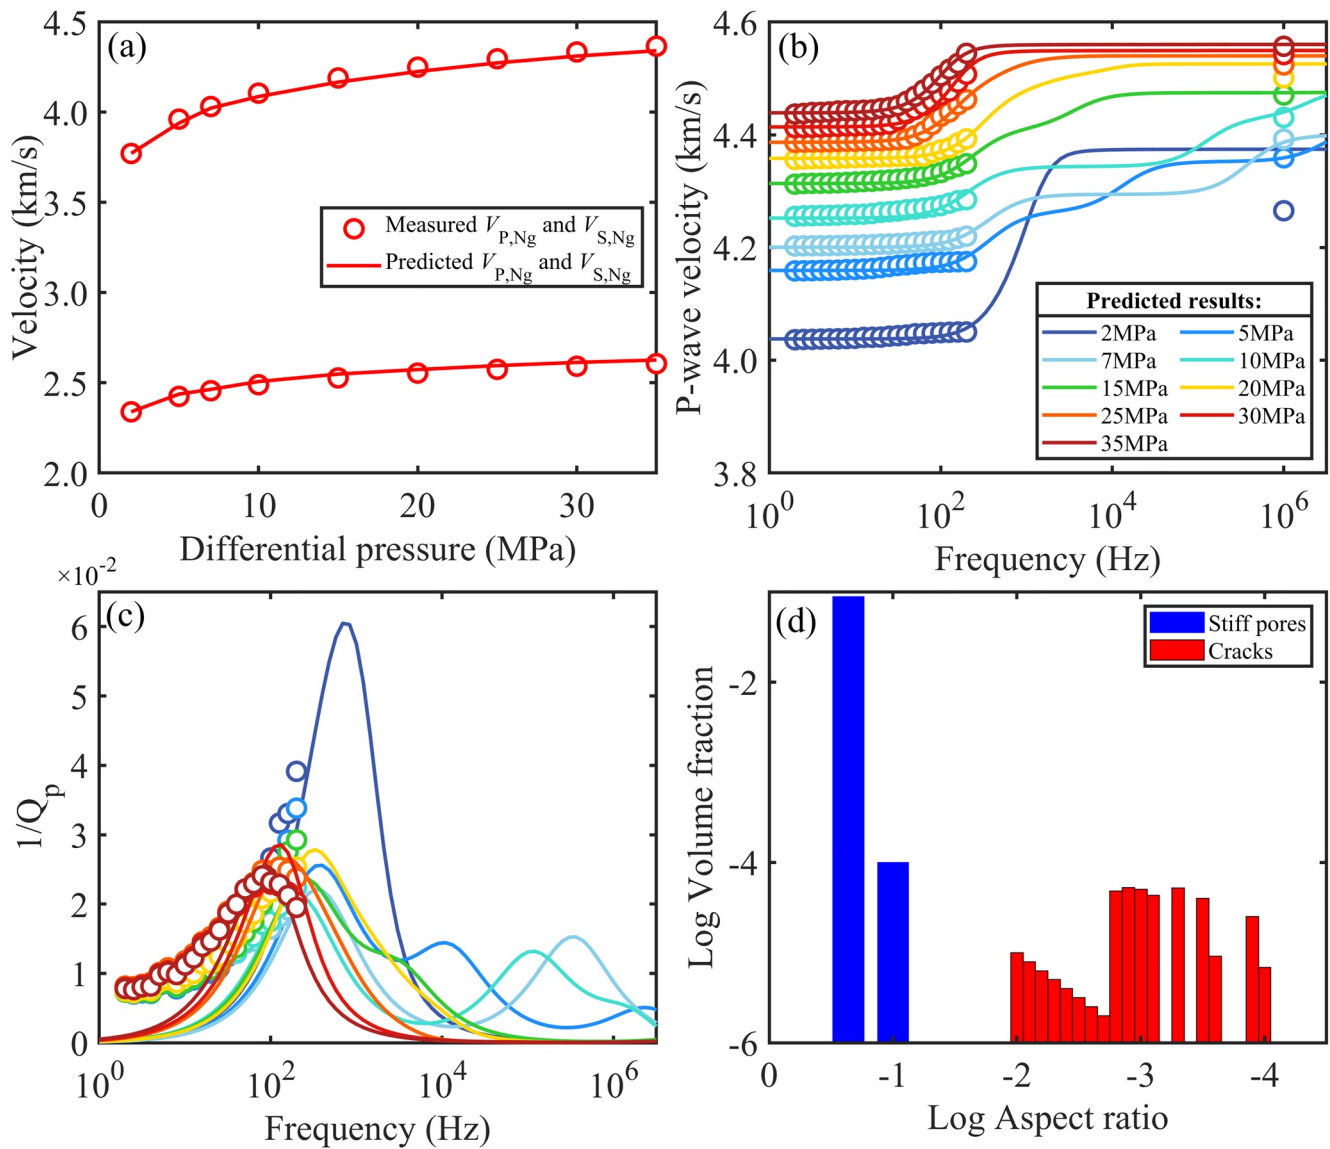 (a)
4.5
4.0
3.5
3.0
2.5
2.0
Velocity (km/s)
Measured V_P,Ng and V_S,Ng
Predicted V_P,Ng and V_S,Ng
0
10
20
30
Differential pressure (MPa)
(b)
4.6
4.4
4.2
4.0
3.8
P-wave velocity (km/s)
Predicted results:
2MPa 5MPa
7MPa 10MPa
15MPa 20MPa
25MPa 30MPa
35MPa
10^0
10^2
10^4
10^6
Frequency (Hz)
×10^-2
(c)
6
5
4
3
2
1
0
1/Q_p
10^0
10^2
10^4
10^6
Frequency (Hz)
(d)
Stiff pores
Cracks
-2
-4
-6
Log Volume fraction
0
-1
-2
-3
-4
Log Aspect ratio